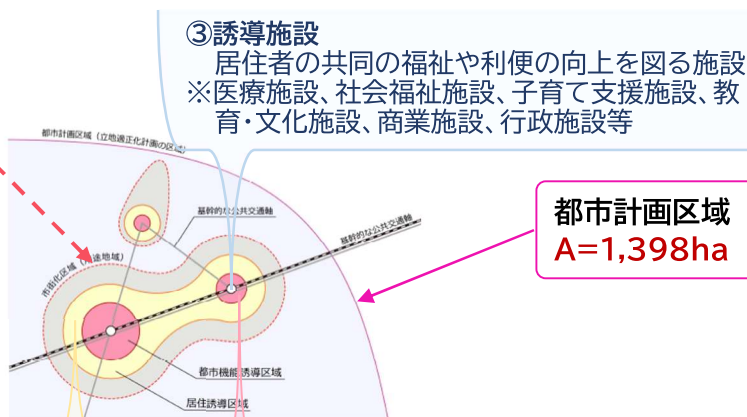 ③誘導施設
居住者の共同の福祉や利便の向上を図る施設
※医療施設、社会福祉施設、子育て支援施設、教
育・文化施設、商業施設、行政施設等
都市計画区域(立地適正化計画の区域)
基幹的な公共交通軸
基幹的な公共交通軸
都市計画区域
A=1,398ha
市街化区域(用途地域)
都市機能誘導区域
居住誘導区域